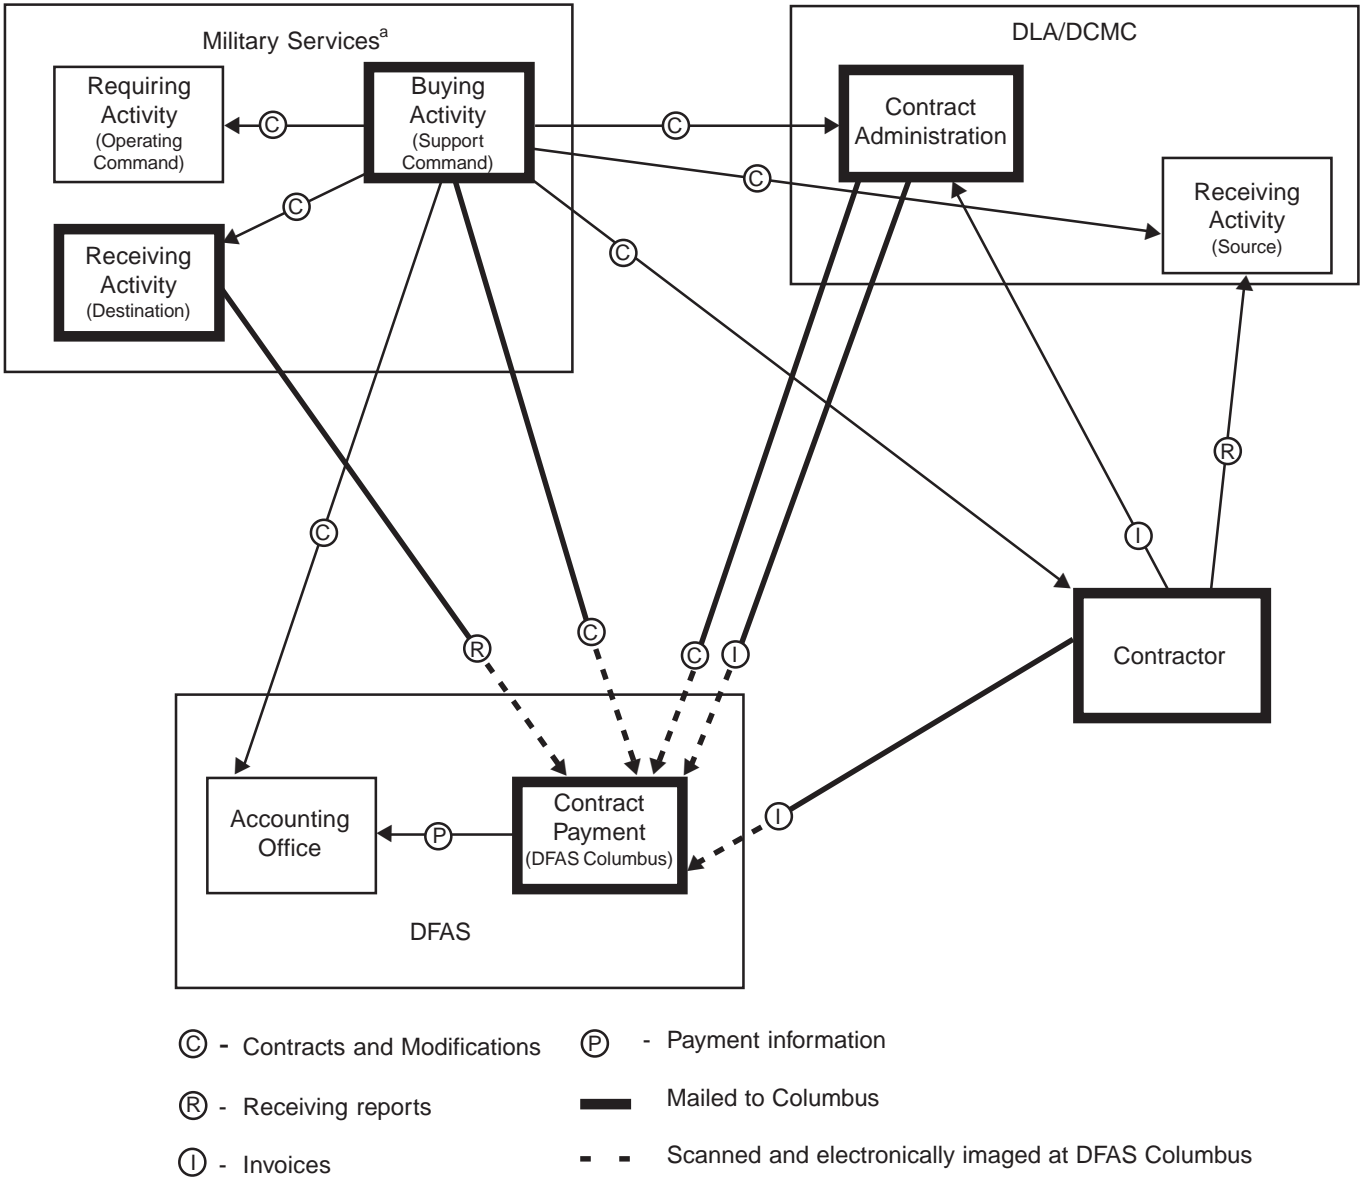 Military Servicesa
DLA/DCMC
Requiring
Activity
(Operating
Command)
C
Buying
Activity
(Support
Command)
C
Contract
Administration
C
Receiving
Activity
(Source)
C
Receiving
Activity
(Destination)
C
R
C
I
Contractor
C
R
C
I
I
Accounting
Office
P
Contract
Payment
(DFAS Columbus)
DFAS
C - Contracts and Modifications
P - Payment information
R - Receiving reports
Mailed to Columbus
I - Invoices
Scanned and electronically imaged at DFAS Columbus